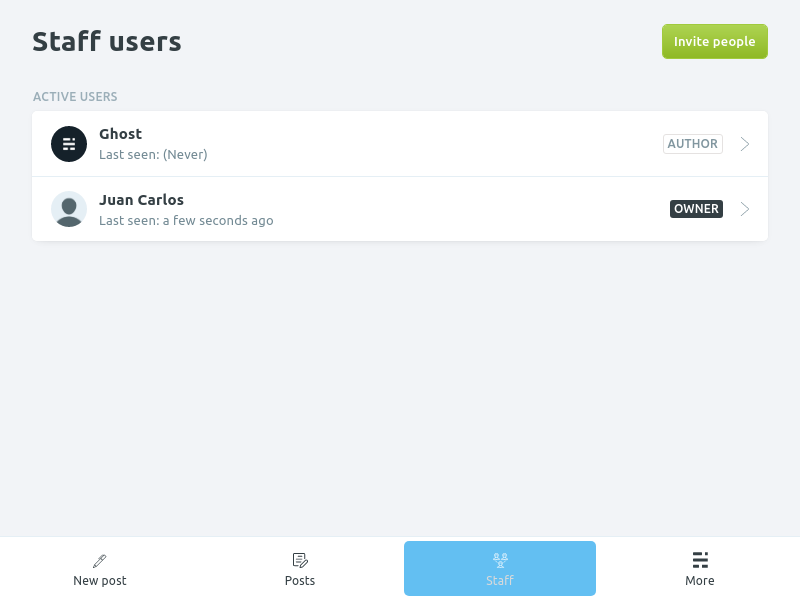 Staff users
Invite people
ACTIVE USERS
Ghost
Last seen: (Never)
AUTHOR
Juan Carlos
Last seen: a few seconds ago
OWNER
New post
Posts
Staff
More